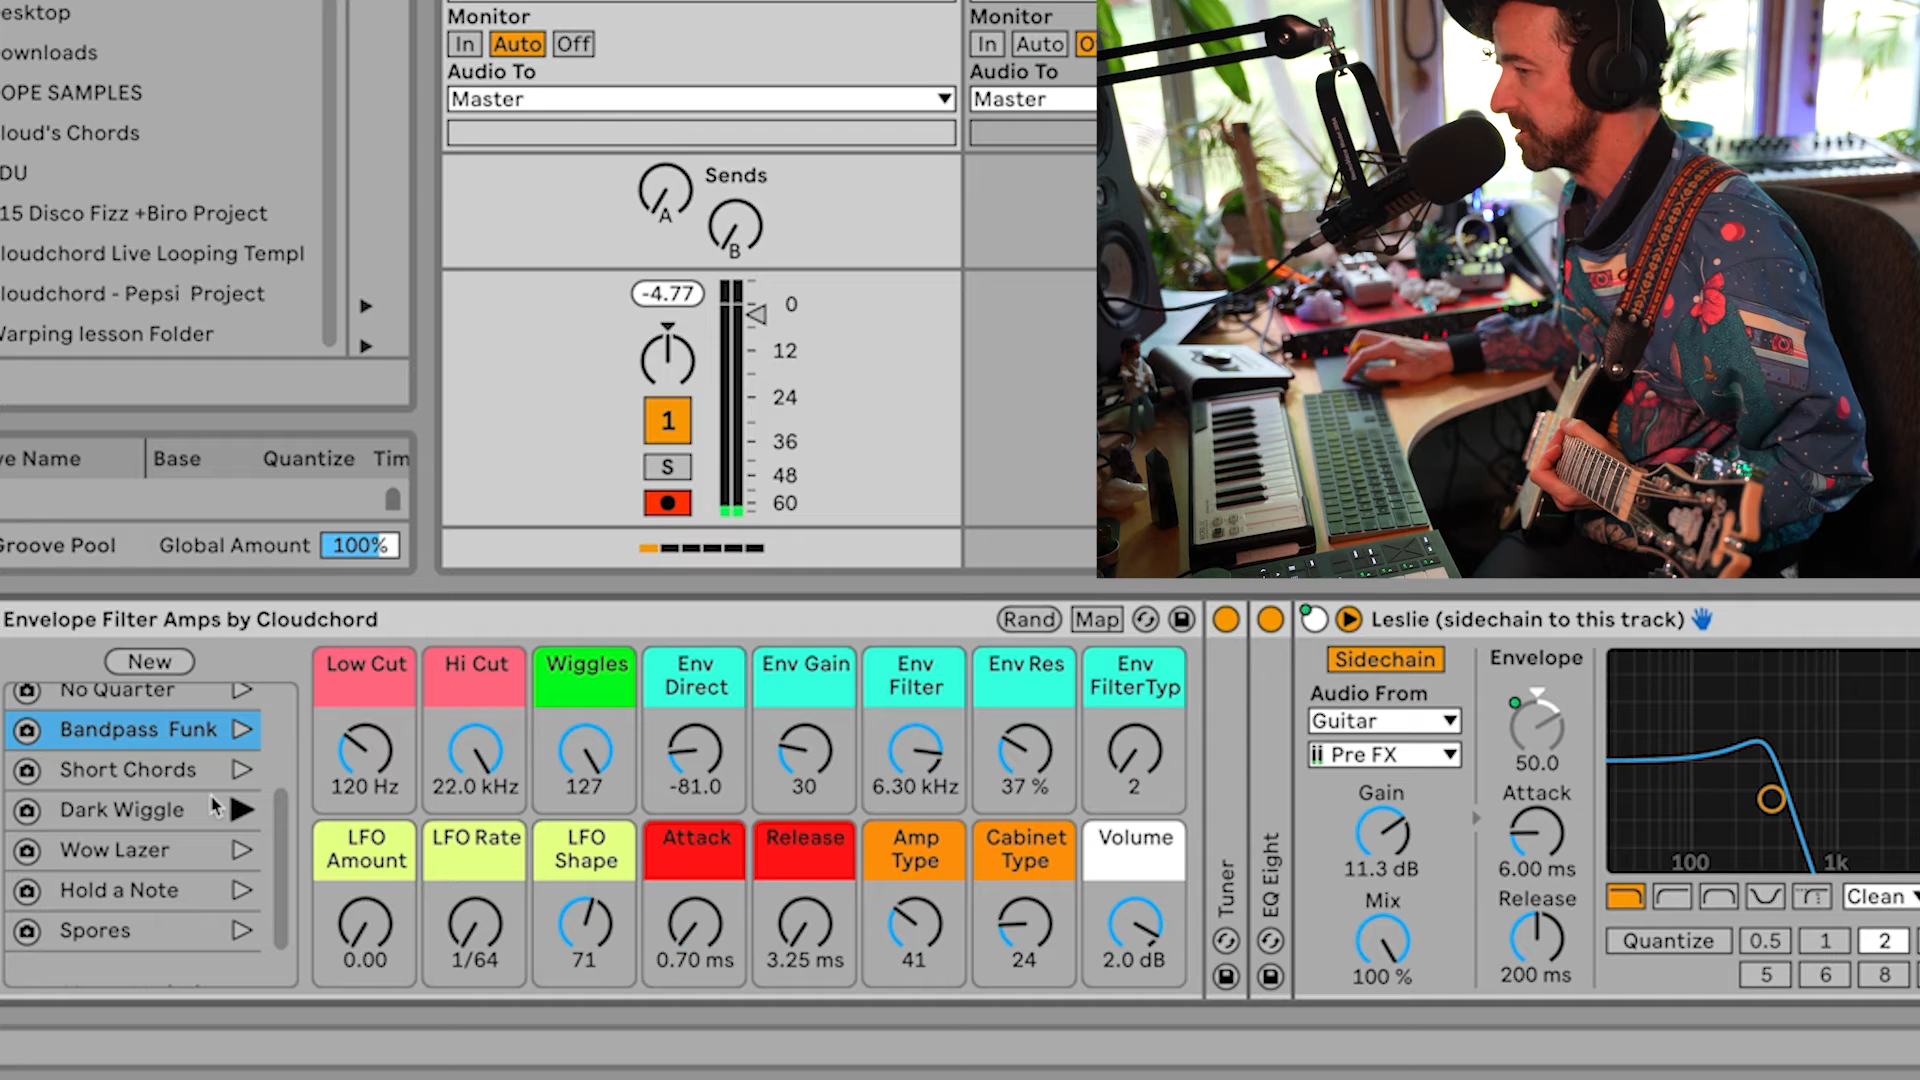 esktop
ownloads
OPE SAMPLES
loud's Chords
DU
15 Disco Fizz +Biro Project
loudchord Live Looping Templ
loudchord - Pepsi Project
Warping lesson Folder
ve Name Base Quantize Tim
Groove Pool Global Amount 100%
Monitor
In Auto Off
Audio To
Master
Sends
A
B
-4.77
0
12
24
36
48
60
1
S
Monitor
In Auto O
Audio To
Master
Envelope Filter Amps by Cloudchord
Rand Map
New
No Quarter
Bandpass Funk
Short Chords
Dark Wiggle
Wow Lazer
Hold a Note
Spores
Low Cut
120 Hz
Hi Cut
22.0 kHz
Wiggles
127
Env Direct
-81.0
Env Gain
30
Env Filter
6.30 kHz
Env Res
37 %
Env FilterTyp
2
LFO Amount
0.00
LFO Rate
1/64
LFO Shape
71
Attack
0.70 ms
Release
3.25 ms
Amp Type
41
Cabinet Type
24
Volume
2.0 dB
Tuner
EQ Eight
Leslie (sidechain to this track)
Sidechain
Audio From
Guitar
Pre FX
Gain
11.3 dB
Mix
100 %
Envelope
50.0
Attack
6.00 ms
Release
200 ms
100 1k
Clean
Quantize 0.5 1 2
5 6 8